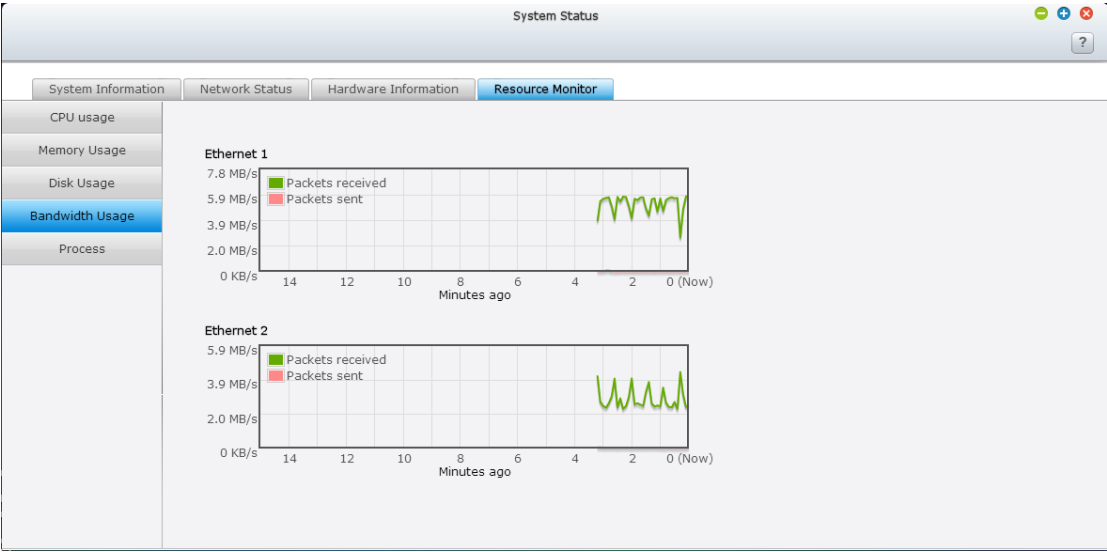 System Status
?
System Information Network Status Hardware Information Resource Monitor
CPU usage
Memory Usage
Disk Usage
Bandwidth Usage
Process
Ethernet 1
7.8 MB/s
Packets received
5.9 MB/s
Packets sent
3.9 MB/s
2.0 MB/s
0 KB/s
14 12 10 8 6 4 2 0 (Now)
Minutes ago
Ethernet 2
5.9 MB/s
Packets received
Packets sent
3.9 MB/s
2.0 MB/s
0 KB/s
14 12 10 8 6 4 2 0 (Now)
Minutes ago